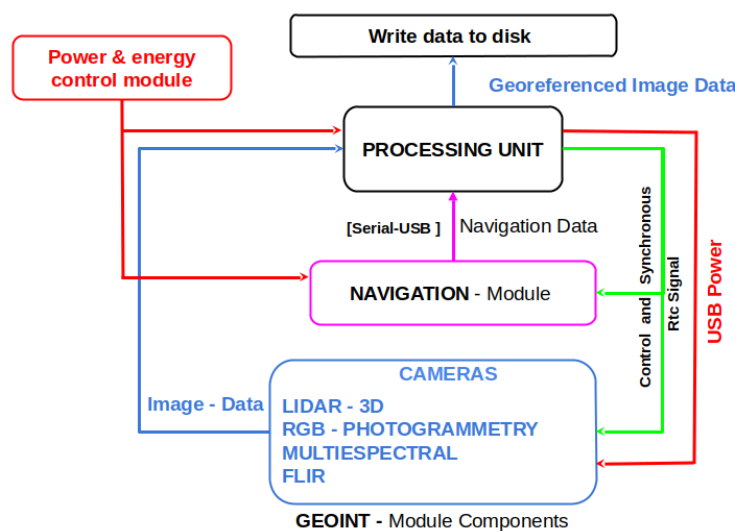 Write data to disk
Power & energy
control module
Georeferenced Image Data
PROCESSING UNIT
[Serial-USB ] Navigation Data
NAVIGATION - Module
Control and Synchronous
Rtc Signal
USB Power
CAMERAS
Image - Data
LIDAR - 3D
RGB - PHOTOGRAMMETRY
MULTIESPECTRAL
FLIR
GEOINT - Module Components